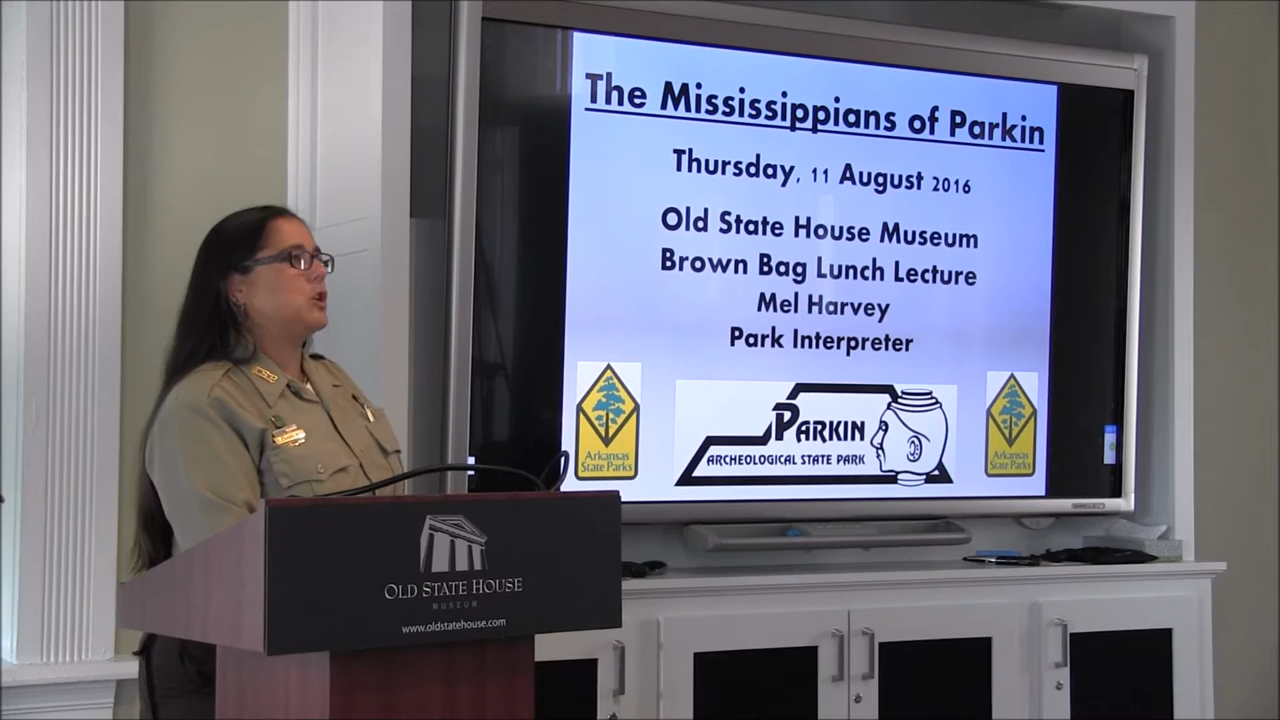 The Mississippians of Parkin
Thursday, 11 August 2016
Old State House Museum
Brown Bag Lunch Lecture
Mel Harvey
Park Interpreter
Arkansas
State Parks
PARKIN
ARCHEOLOGICAL STATE PARK
Arkansas
State Parks
OLD STATE HOUSE
MUSEUM
www.oldstatehouse.com